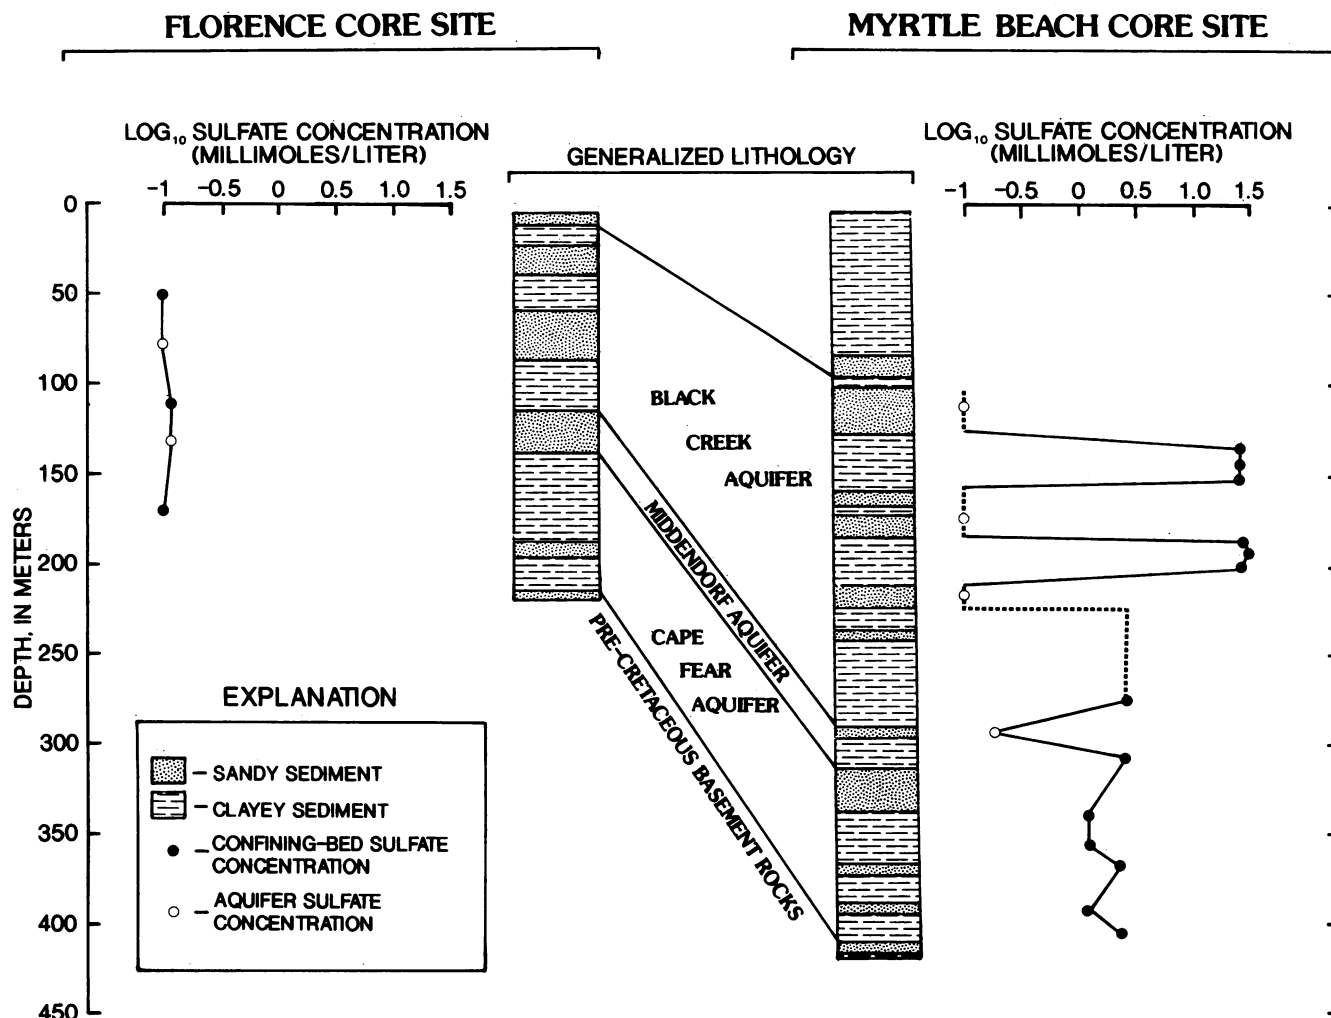 FLORENCE CORE SITE
MYRTLE BEACH CORE SITE
LOG₁₀ SULFATE CONCENTRATION
(MILLIMOLES/LITER)
GENERALIZED LITHOLOGY
LOG₁₀ SULFATE CONCENTRATION
(MILLIMOLES/LITER)
-1 -0.5 0 0.5 1.0 1.5
-1 -0.5 0 0.5 1.0 1.5
DEPTH, IN METERS
0
50
100
150
200
250
300
350
400
450
BLACK
CREEK
AQUIFER
MIDDENDORF AQUIFER
CAPE
FEAR
AQUIFER
PRE-CRETACEOUS BASEMENT ROCKS
EXPLANATION
– SANDY SEDIMENT
– CLAYEY SEDIMENT
– CONFINING-BED SULFATE
CONCENTRATION
– AQUIFER SULFATE
CONCENTRATION